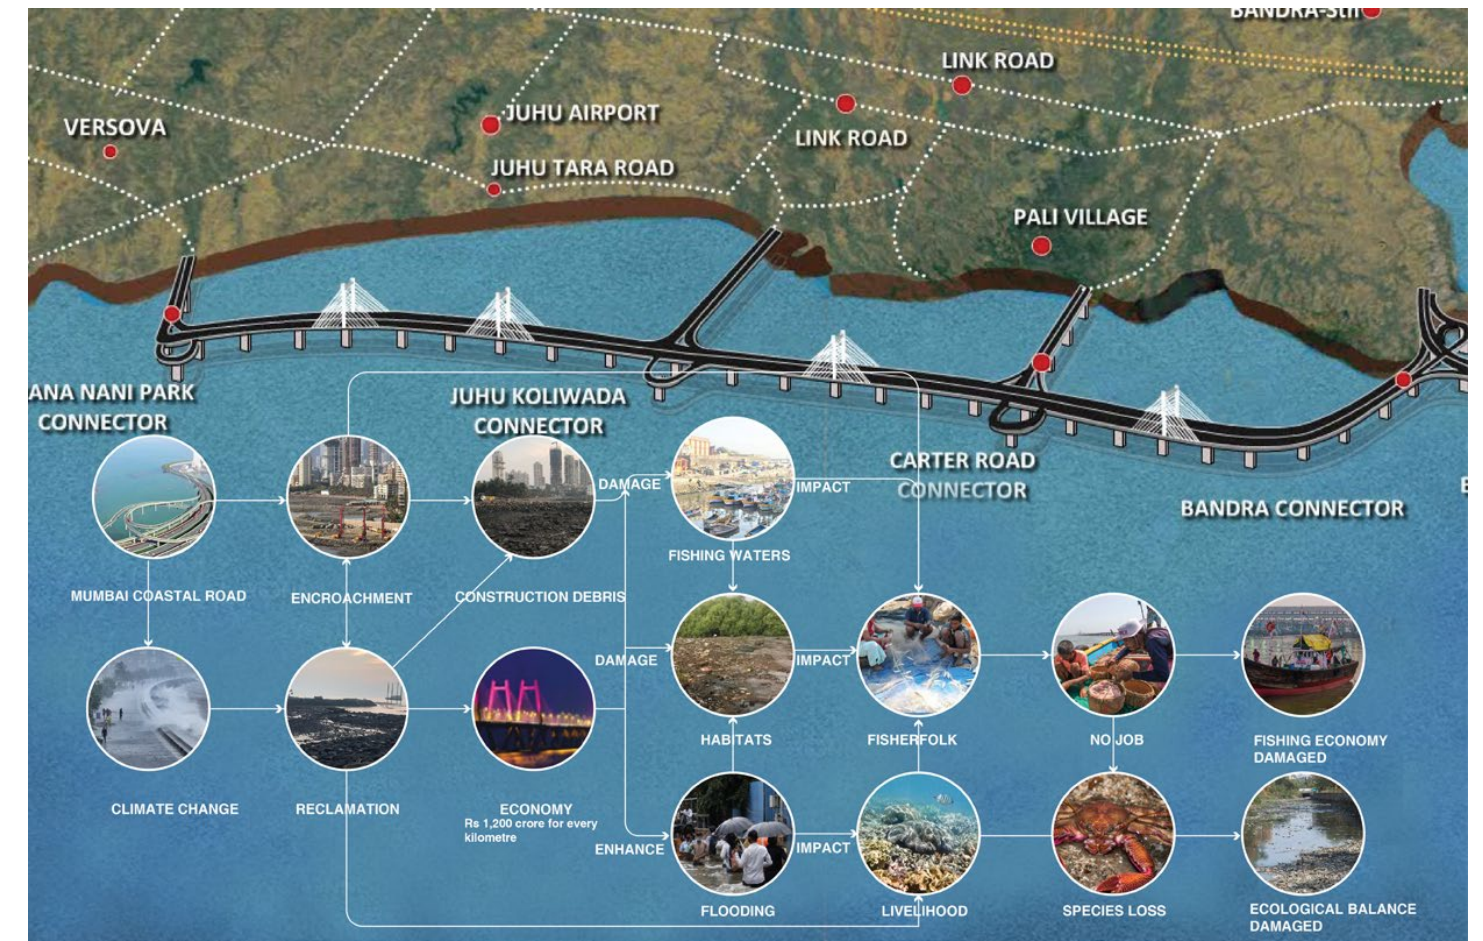 BANDRA-
LINK ROAD
JUHU AIRPORT
VERSOVA
LINK ROAD
JUHU TARA ROAD
PALI VILLAGE
ANA NANI PARK
CONNECTOR
JUHU KOLIWADA
CONNECTOR
CARTER ROAD
CONNECTOR
BANDRA CONNECTOR
DAMAGE
IMPACT
FISHING WATERS
MUMBAI COASTAL ROAD
ENCROACHMENT
CONSTRUCTION DEBRIS
DAMAGE
IMPACT
HABITATS
FISHERFOLK
NO JOB
FISHING ECONOMY
DAMAGED
CLIMATE CHANGE
RECLAMATION
ECONOMY
Rs 1,200 crore for every
kilometre
ENHANCE
IMPACT
FLOODING
LIVELIHOOD
SPECIES LOSS
ECOLOGICAL BALANCE
DAMAGED